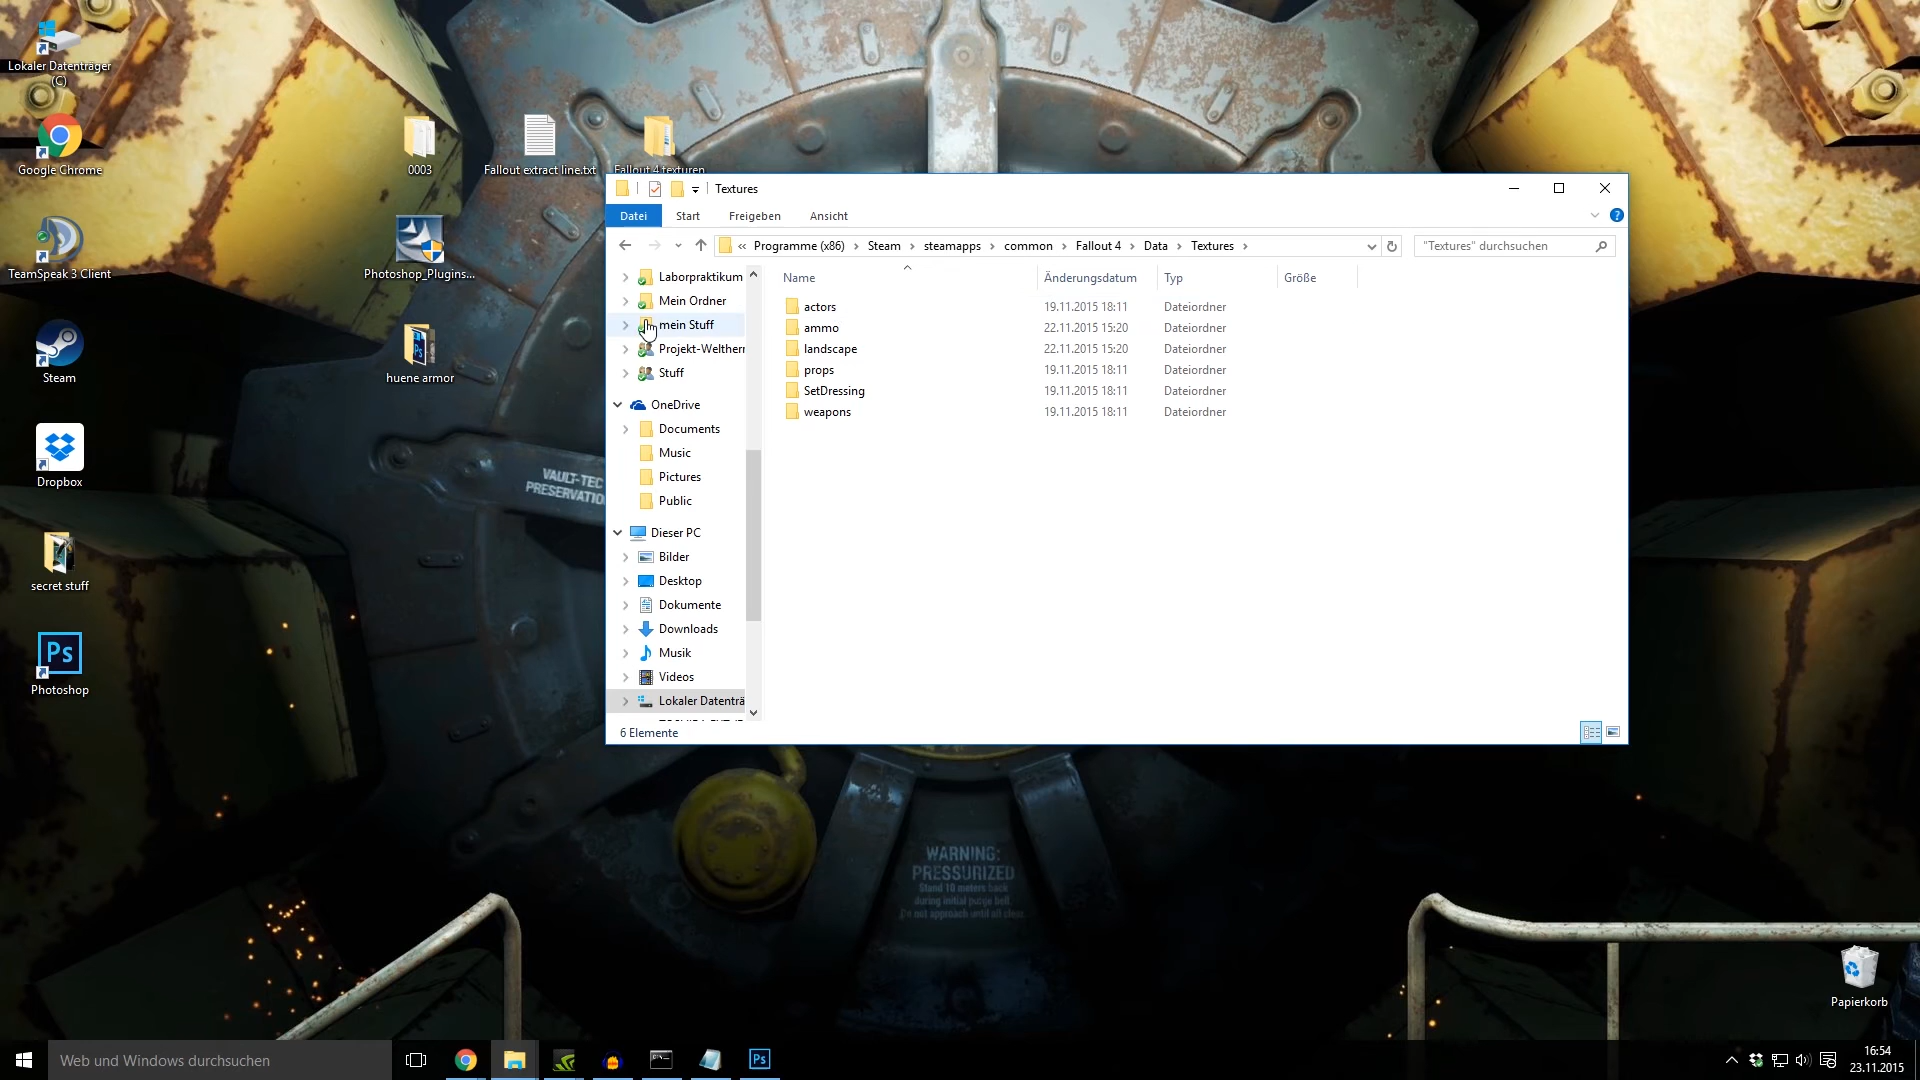 Lokaler Datenträger
(C)
Google Chrome
TeamSpeak 3 Client
Steam
Dropbox
secret stuff
Photoshop
0003
Photoshop_Plugins...
huene armor
Fallout extract line.txt
Fallout 4 texturen
Textures
Datei
Start
Freigeben
Ansicht
« Programme (x86) › Steam › steamapps › common › Fallout 4 › Data › Textures ›
"Textures" durchsuchen
Laborpraktikum
Mein Ordner
mein Stuff
Projekt-Weltherr
Stuff
OneDrive
Documents
Music
Pictures
Public
Dieser PC
Bilder
Desktop
Dokumente
Downloads
Musik
Videos
Lokaler Datenträ
Name Änderungsdatum Typ Größe
actors 19.11.2015 18:11 Dateiordner
ammo 22.11.2015 15:20 Dateiordner
landscape 22.11.2015 15:20 Dateiordner
props 19.11.2015 18:11 Dateiordner
SetDressing 19.11.2015 18:11 Dateiordner
weapons 19.11.2015 18:11 Dateiordner
6 Elemente
VAULT-TEC
PRESERVATIO
WARNING:
PRESSURIZED
Stand 10 meters back
during initial purge bell.
Do not approach until all clear.
Papierkorb
Web und Windows durchsuchen
Ps
16:54
23.11.2015